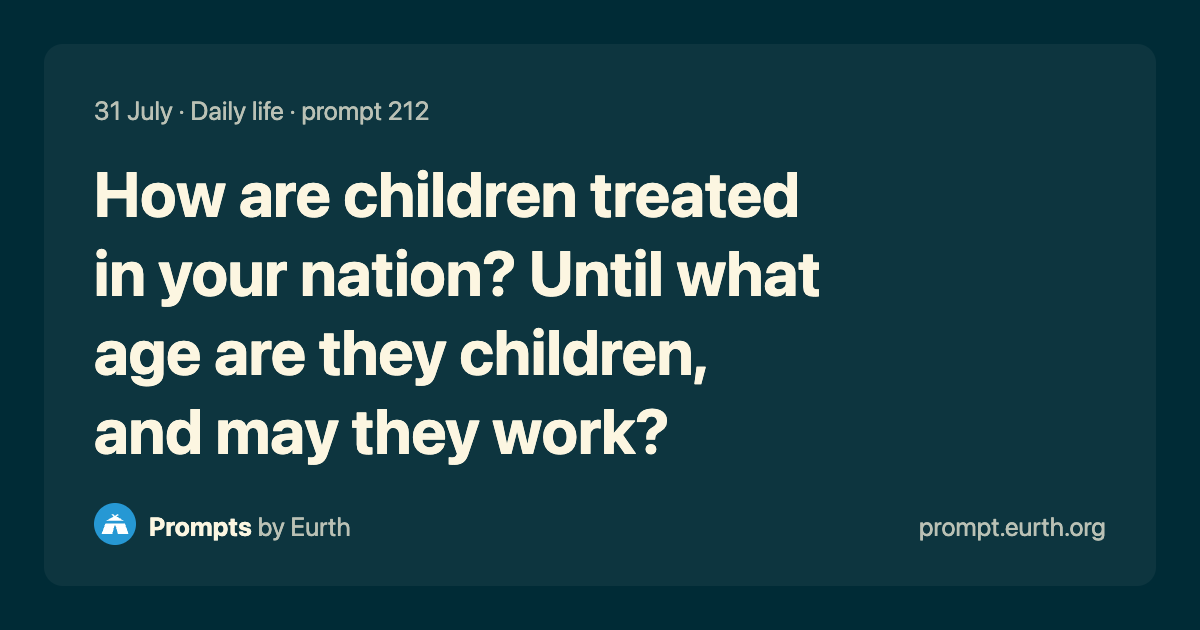 31 July · Daily life · prompt 212
How are children treated
in your nation? Until what
age are they children,
and may they work?
Prompts by Eurth
prompt.eurth.org